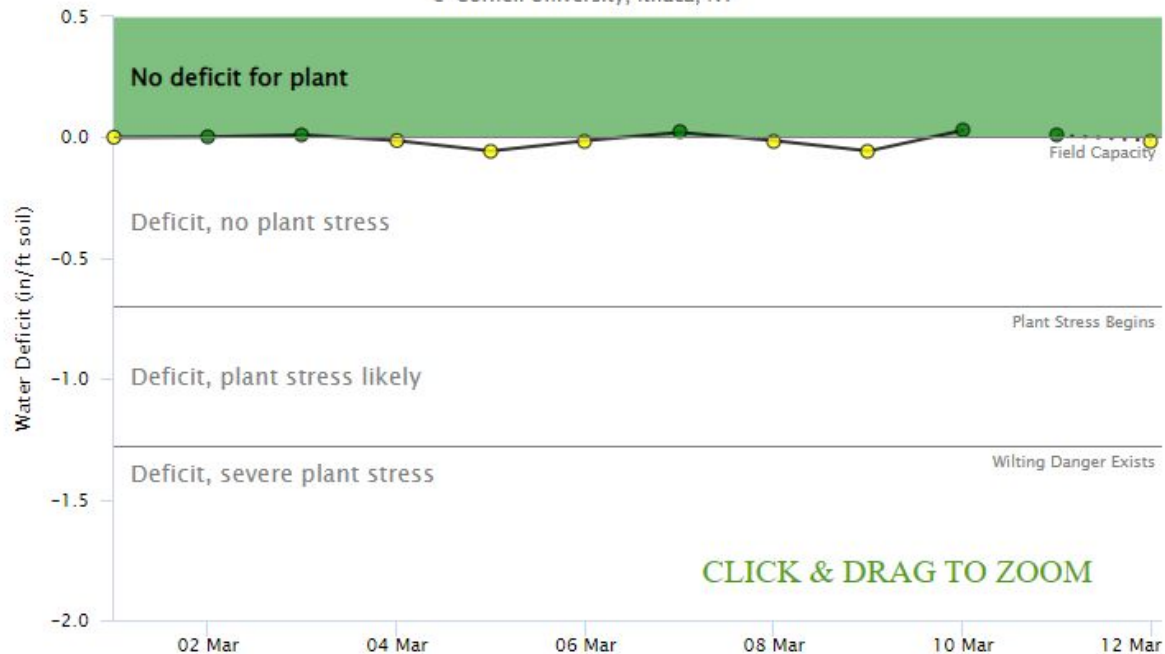 0.5
No deficit for plant
0.0
Field Capacity
Deficit, no plant stress
-0.5
Water Deficit (in/ft soil)
Plant Stress Begins
-1.0
Deficit, plant stress likely
Wilting Danger Exists
Deficit, severe plant stress
-1.5
CLICK & DRAG TO ZOOM
-2.0
02 Mar
04 Mar
06 Mar
08 Mar
10 Mar
12 Mar